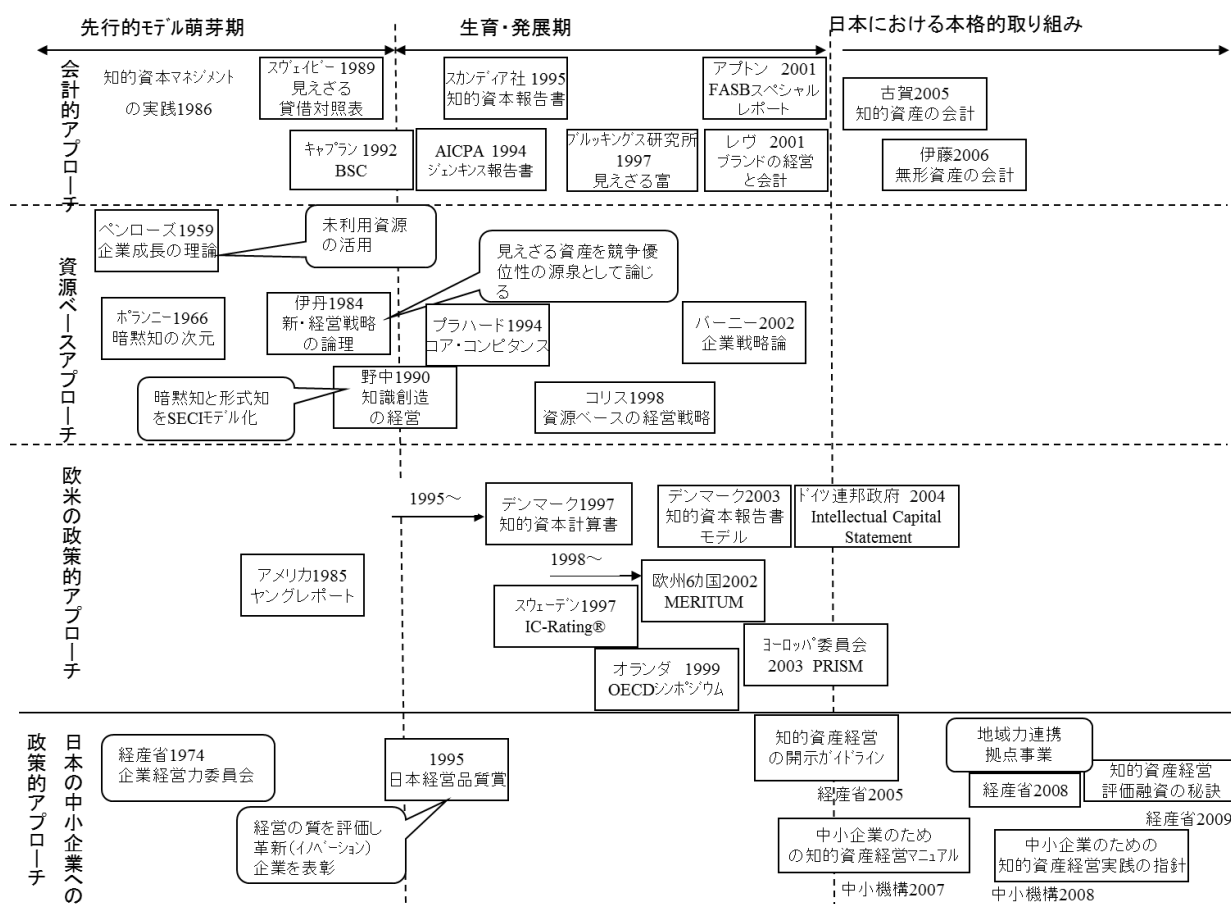 先行的モデル萌芽期
生育・発展期
日本における本格的取り組み
会計的アプローチ
知的資本マネジメント
の実践1986
スヴェイビー 1989
見えざる
貸借対照表
スカンディア社 1995
知的資本報告書
アプトン 2001
FASBスペシャル
レポート
古賀2005
知的資産の会計
キャプラン 1992
BSC
AICPA 1994
ジェンキンス報告書
ブルッキングス研究所
1997
見えざる富
レヴ 2001
ブランドの経営
と会計
伊藤2006
無形資産の会計
資源ベースアプローチ
ペンローズ1959
企業成長の理論
未利用資源
の活用
見えざる資産を競争優
位性の源泉として論じ
る
ポランニー1966
暗黙知の次元
伊丹1984
新・経営戦略
の論理
プラハード1994
コア・コンピタンス
バーニー2002
企業戦略論
暗黙知と形式知
をSECIモデル化
野中1990
知識創造
の経営
コリス1998
資源ベースの経営戦略
欧米の政策的アプローチ
1995～
デンマーク1997
知的資本計算書
デンマーク2003
知的資本報告書
モデル
ドイツ連邦政府 2004
Intellectual Capital
Statement
アメリカ1985
ヤングレポート
1998～
欧州6カ国2002
MERITUM
スウェーデン1997
IC-Rating®
ヨーロッパ委員会
2003 PRISM
オランダ 1999
OECDシンポジウム
日本の中小企業への
政策的アプローチ
経産省1974
企業経営力委員会
1995
日本経営品質賞
経営の質を評価し
革新（イノベーション）
企業を表彰
知的資産経営
の開示ガイドライン
経産省2005
地域力連携
拠点事業
経産省2008
知的資産経営
評価融資の秘訣
経産省2009
中小企業のため
の知的資産経営マニュアル
中小機構2007
中小企業のための
知的資産経営実践の指針
中小機構2008